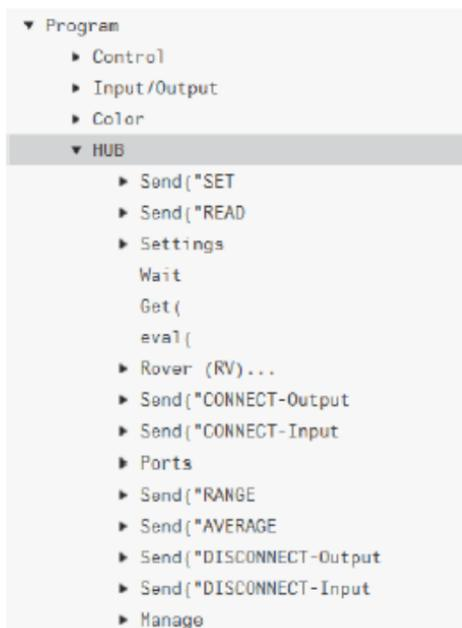 Program
Control
Input/Output
Color
HUB
Send("SET
Send("READ
Settings
Wait
Get(
eval(
Rover (RV)...
Send("CONNECT-Output
Send("CONNECT-Input
Ports
Send("RANGE
Send("AVERAGE
Send("DISCONNECT-Output
Send("DISCONNECT-Input
Manage